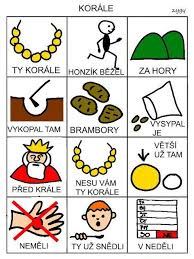 KORÁLE
TY KORÁLE
HONZÍK BĚŽEL
ZA HORY
VYKOPAL TAM
BRAMBORY
VYSYPAL
JE
PŘED KRÁLE
NESU VÁM
TY KORÁLE
VĚTŠÍ
UŽ TAM
NEMĚLI
TY UŽ SNĚDLI
V NEDĚLI